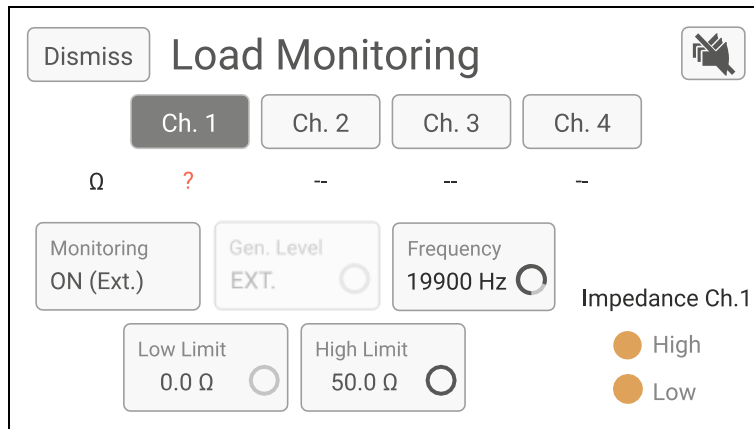 Dismiss Load Monitoring
Ch. 1 Ch. 2 Ch. 3 Ch. 4
Ω ? -- -- --
Monitoring Gen. Level Frequency
ON (Ext.) EXT. 19900 Hz
Impedance Ch.1
Low Limit High Limit High
0.0 Ω 50.0 Ω Low